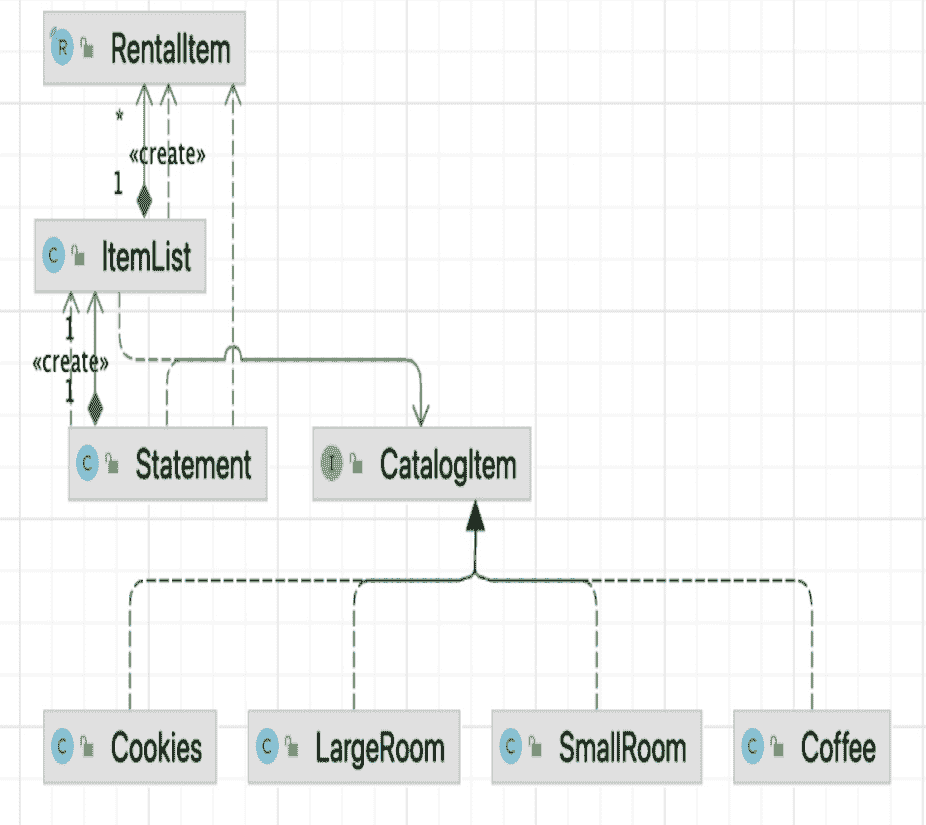 R RentalItem
*
«create»
1
C ItemList
1
«create»
1
C Statement
I CatalogItem
C Cookies
C LargeRoom
C SmallRoom
C Coffee